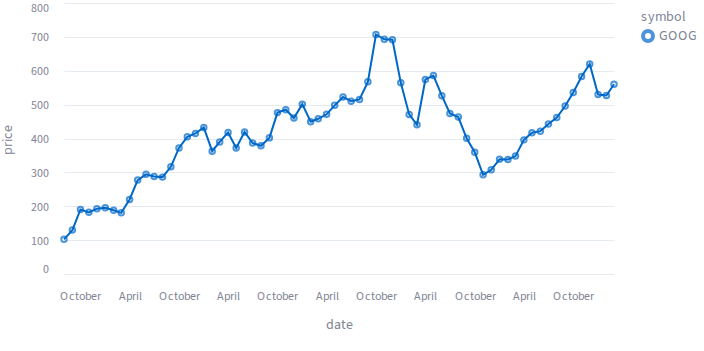 800
700
600
500
400
300
200
100
0
price
October April October April October April October April October April October
date
symbol
GOOG